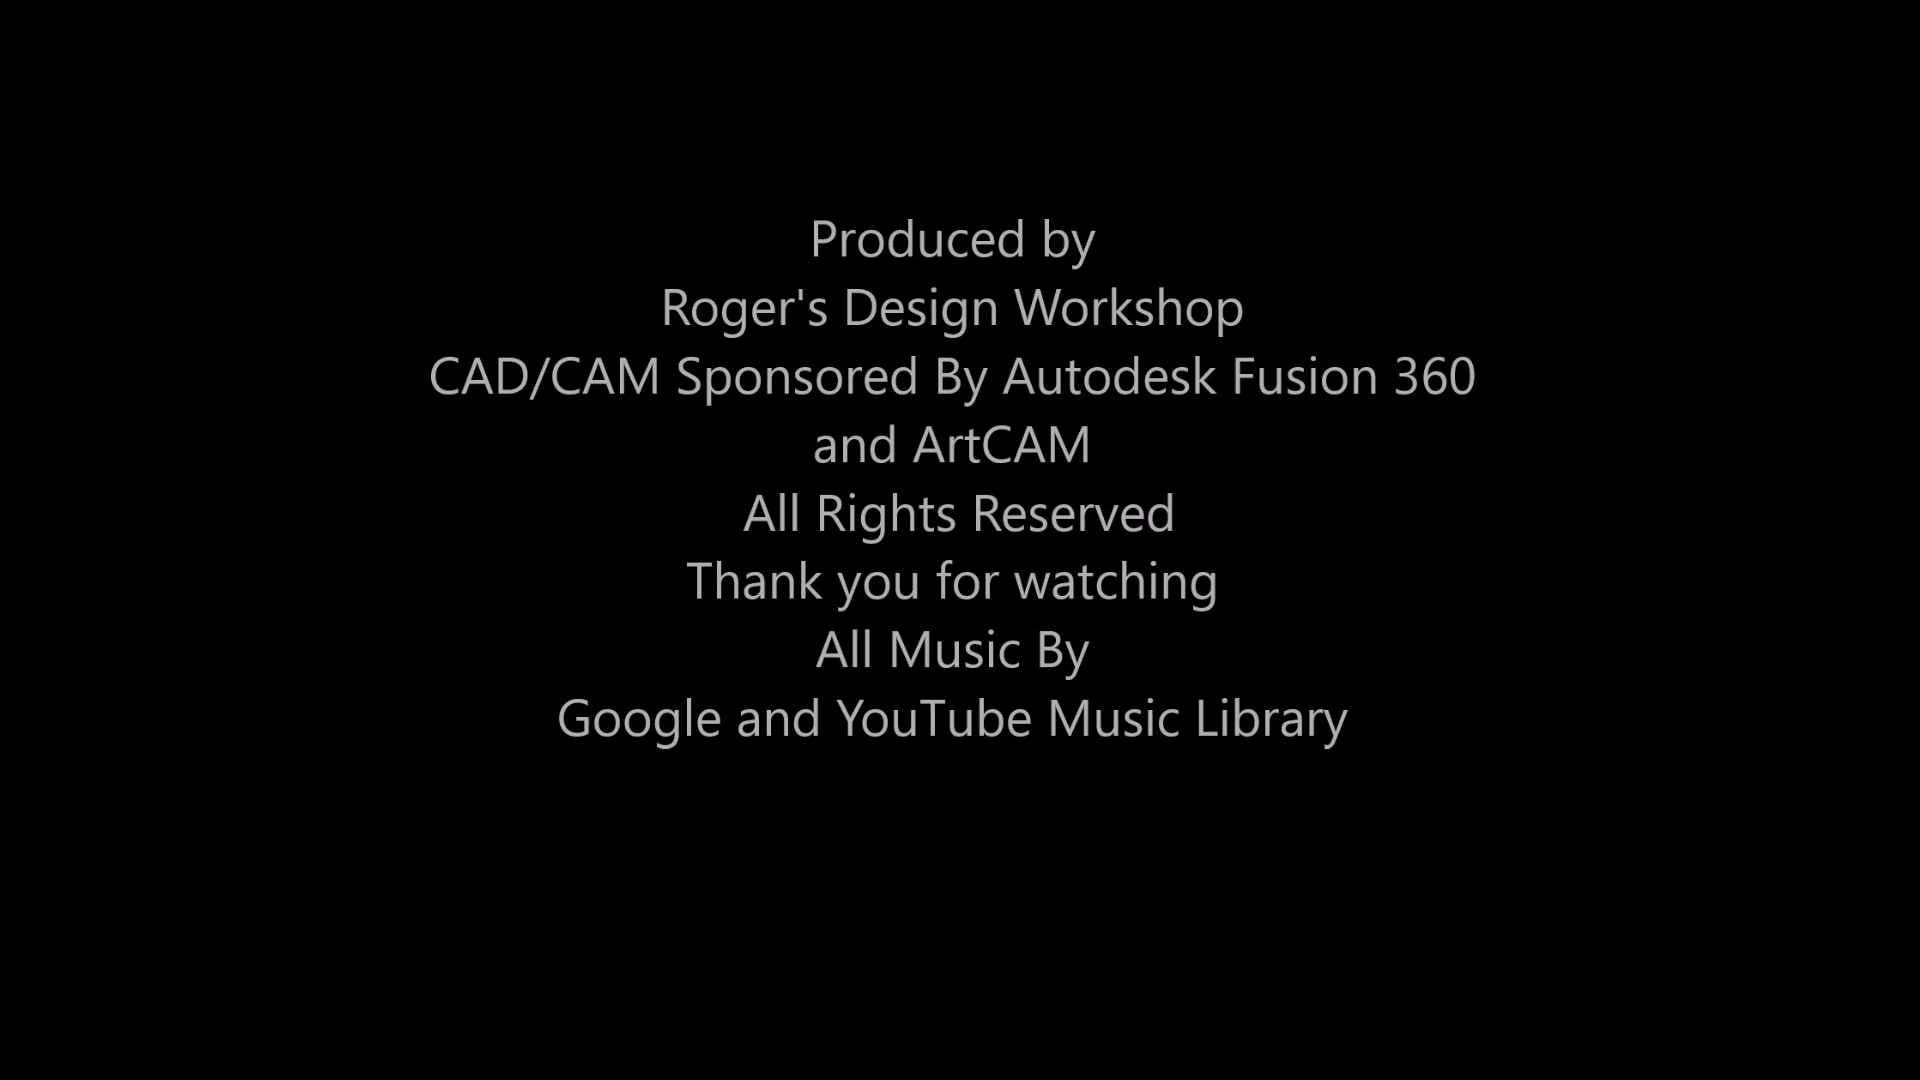 Produced by
Roger's Design Workshop
CAD/CAM Sponsored By Autodesk Fusion 360
and ArtCAM
All Rights Reserved
Thank you for watching
All Music By
Google and YouTube Music Library